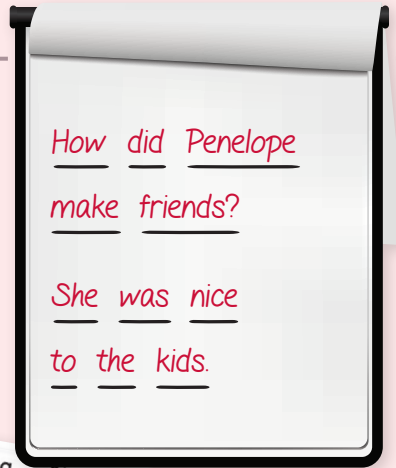 How did Penelope
make friends?
She was nice
to the kids.